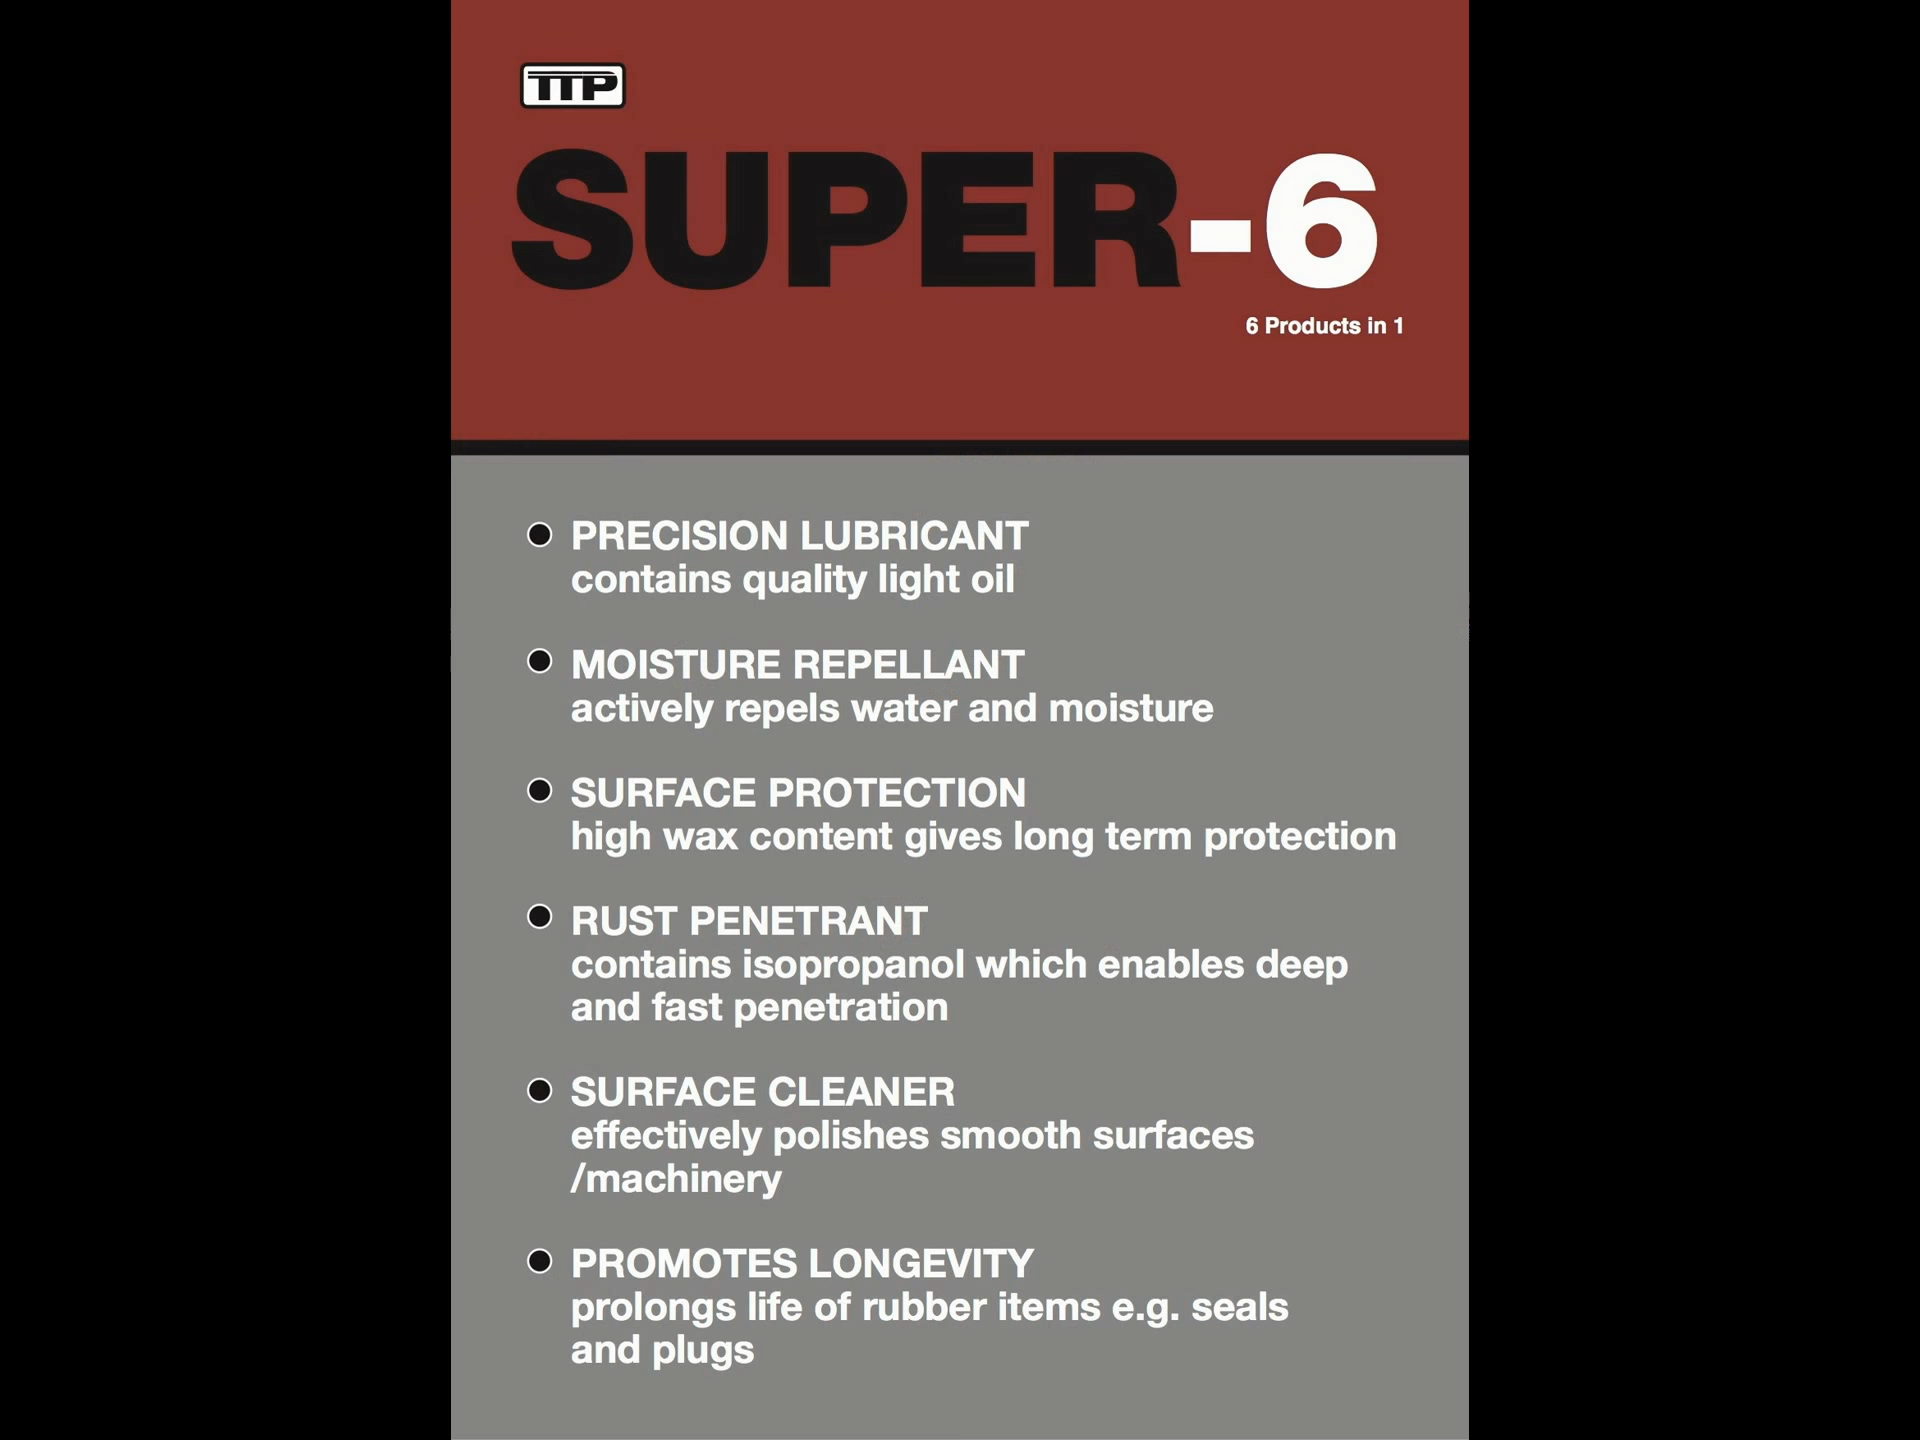 TTP
SUPER-6
6 Products in 1
PRECISION LUBRICANT
contains quality light oil
MOISTURE REPELLANT
actively repels water and moisture
SURFACE PROTECTION
high wax content gives long term protection
RUST PENETRANT
contains isopropanol which enables deep
and fast penetration
SURFACE CLEANER
effectively polishes smooth surfaces
/machinery
PROMOTES LONGEVITY
prolongs life of rubber items e.g. seals
and plugs